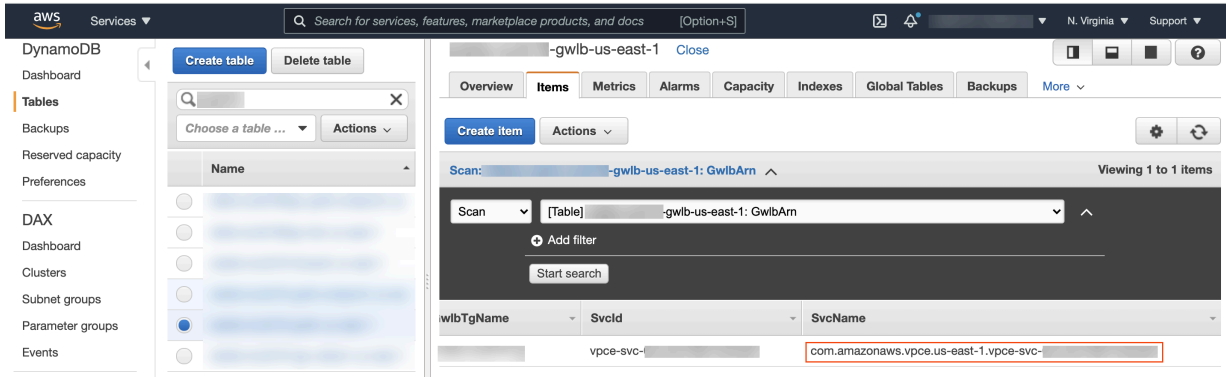 aws Services ▼ Search for services, features, marketplace products, and docs [Option+S] N. Virginia ▼ Support ▼
DynamoDB
Dashboard
Tables
Backups
Reserved capacity
Preferences
DAX
Dashboard
Clusters
Subnet groups
Parameter groups
Events
Create table Delete table
Choose a table ... Actions
Name
-gwlb-us-east-1 Close
Overview Items Metrics Alarms Capacity Indexes Global Tables Backups More
Create item Actions
Scan: -gwlb-us-east-1: GwlbArn Viewing 1 to 1 items
Scan [Table] -gwlb-us-east-1: GwlbArn
Add filter
Start search
wlbTgName SvcId SvcName
vpce-svc- com.amazonaws.vpce.us-east-1.vpce-svc-